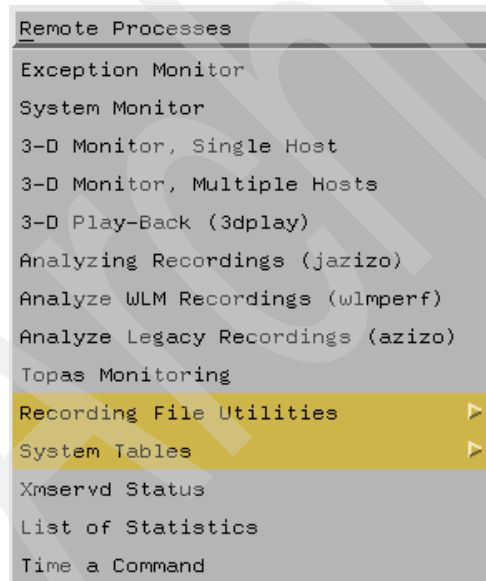 Remote Processes
Exception Monitor
System Monitor
3-D Monitor, Single Host
3-D Monitor, Multiple Hosts
3-D Play-Back (3dplay)
Analyzing Recordings (jazizo)
Analyze WLM Recordings (wlmperf)
Analyze Legacy Recordings (azizo)
Topas Monitoring
Recording File Utilities
System Tables
Xmservd Status
List of Statistics
Time a Command